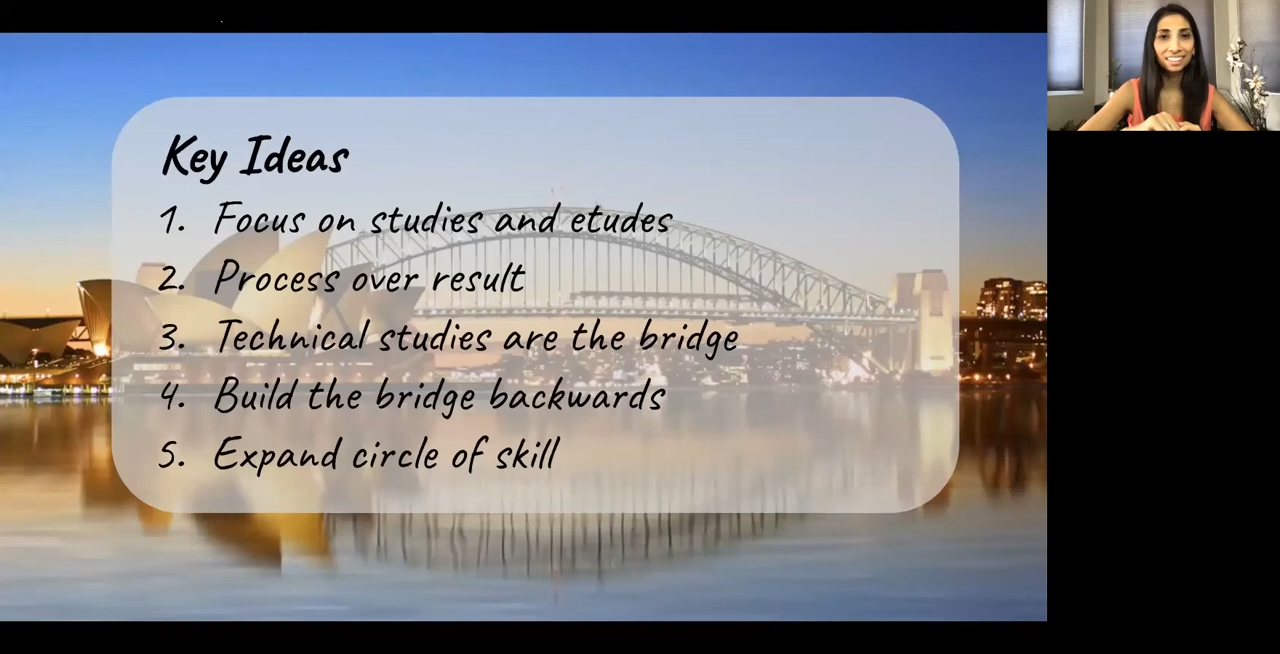 Key Ideas
1. Focus on studies and etudes
2. Process over result
3. Technical studies are the bridge
4. Build the bridge backwards
5. Expand circle of skill